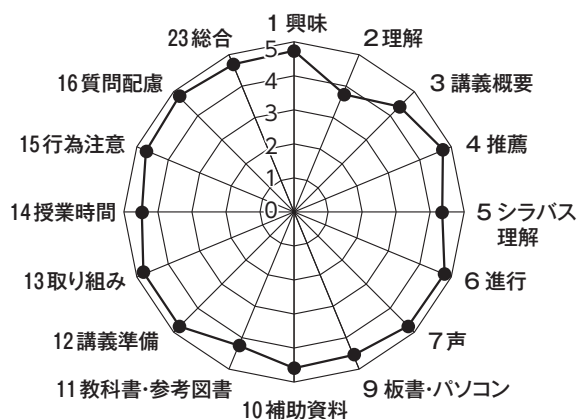 1 興味
2 理解
3 講義概要
4 推薦
5 シラバス
理解
6 進行
7 声
9 板書・パソコン
10 補助資料
11 教科書・参考図書
12 講義準備
13 取り組み
14 授業時間
15 行為注意
16 質問配慮
23 総合
5
4
3
2
1
0